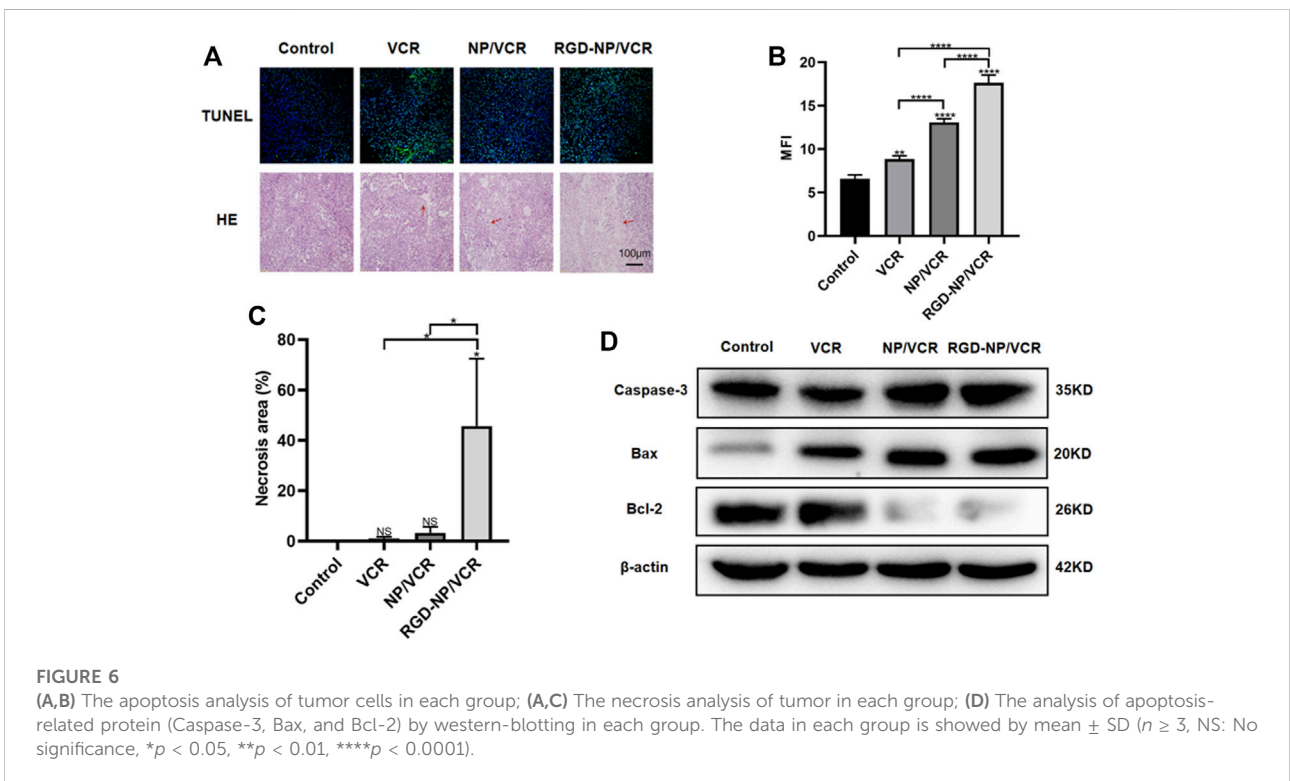 A
Control VCR NP/VCR RGD-NP/VCR
TUNEL
HE
100μm
B
**** 
****
****
****
****
**
MFI
20
15
10
5
0
Control
VCR
NP/VCR
RGD-NP/VCR
C
*
*
*
NS
NS
Necrosis area (%)
80
60
40
20
0
Control
VCR
NP/VCR
RGD-NP/VCR
D
Control VCR NP/VCR RGD-NP/VCR
Caspase-3 35KD
Bax 20KD
Bcl-2 26KD
β-actin 42KD
FIGURE 6
(A,B) The apoptosis analysis of tumor cells in each group; (A,C) The necrosis analysis of tumor in each group; (D) The analysis of apoptosis-
related protein (Caspase-3, Bax, and Bcl-2) by western-blotting in each group. The data in each group is showed by mean ± SD (n ≥ 3, NS: No
significance, *p < 0.05, **p < 0.01, ****p < 0.0001).